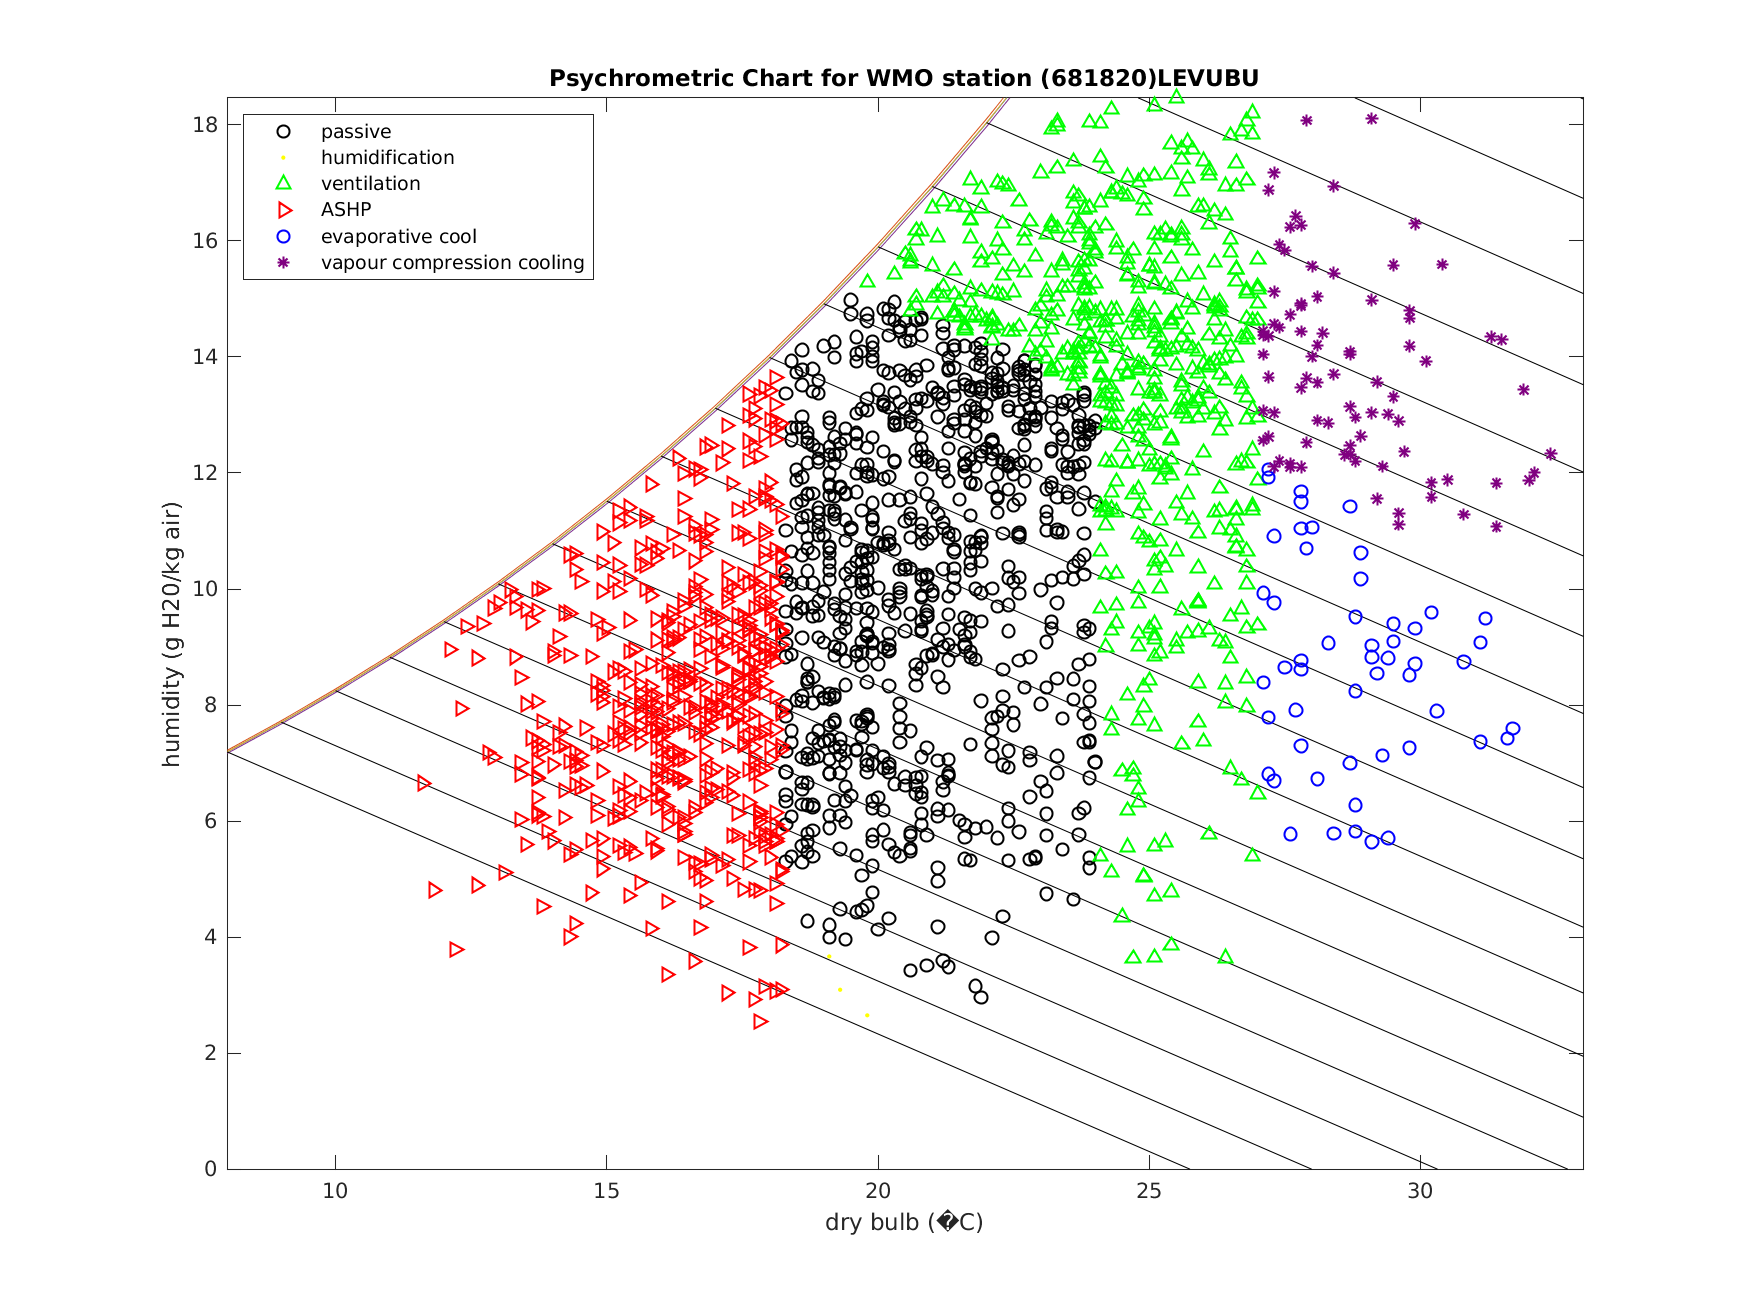 Psychrometric Chart for WMO station (681820)LEVUBU
passive
humidification
ventilation
ASHP
evaporative cool
vapour compression cooling
18
16
14
12
10
8
6
4
2
0
humidity (g H20/kg air)
10 15 20 25 30
dry bulb (�C)